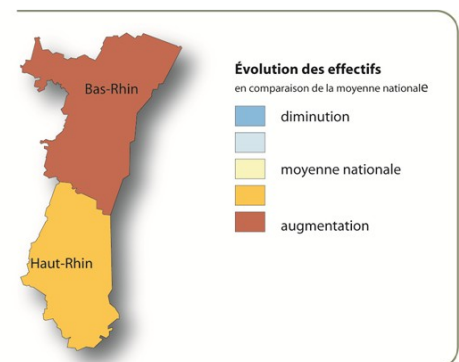 Bas-Rhin
Haut-Rhin
Évolution des effectifs
en comparaison de la moyenne nationale
diminution
moyenne nationale
augmentation